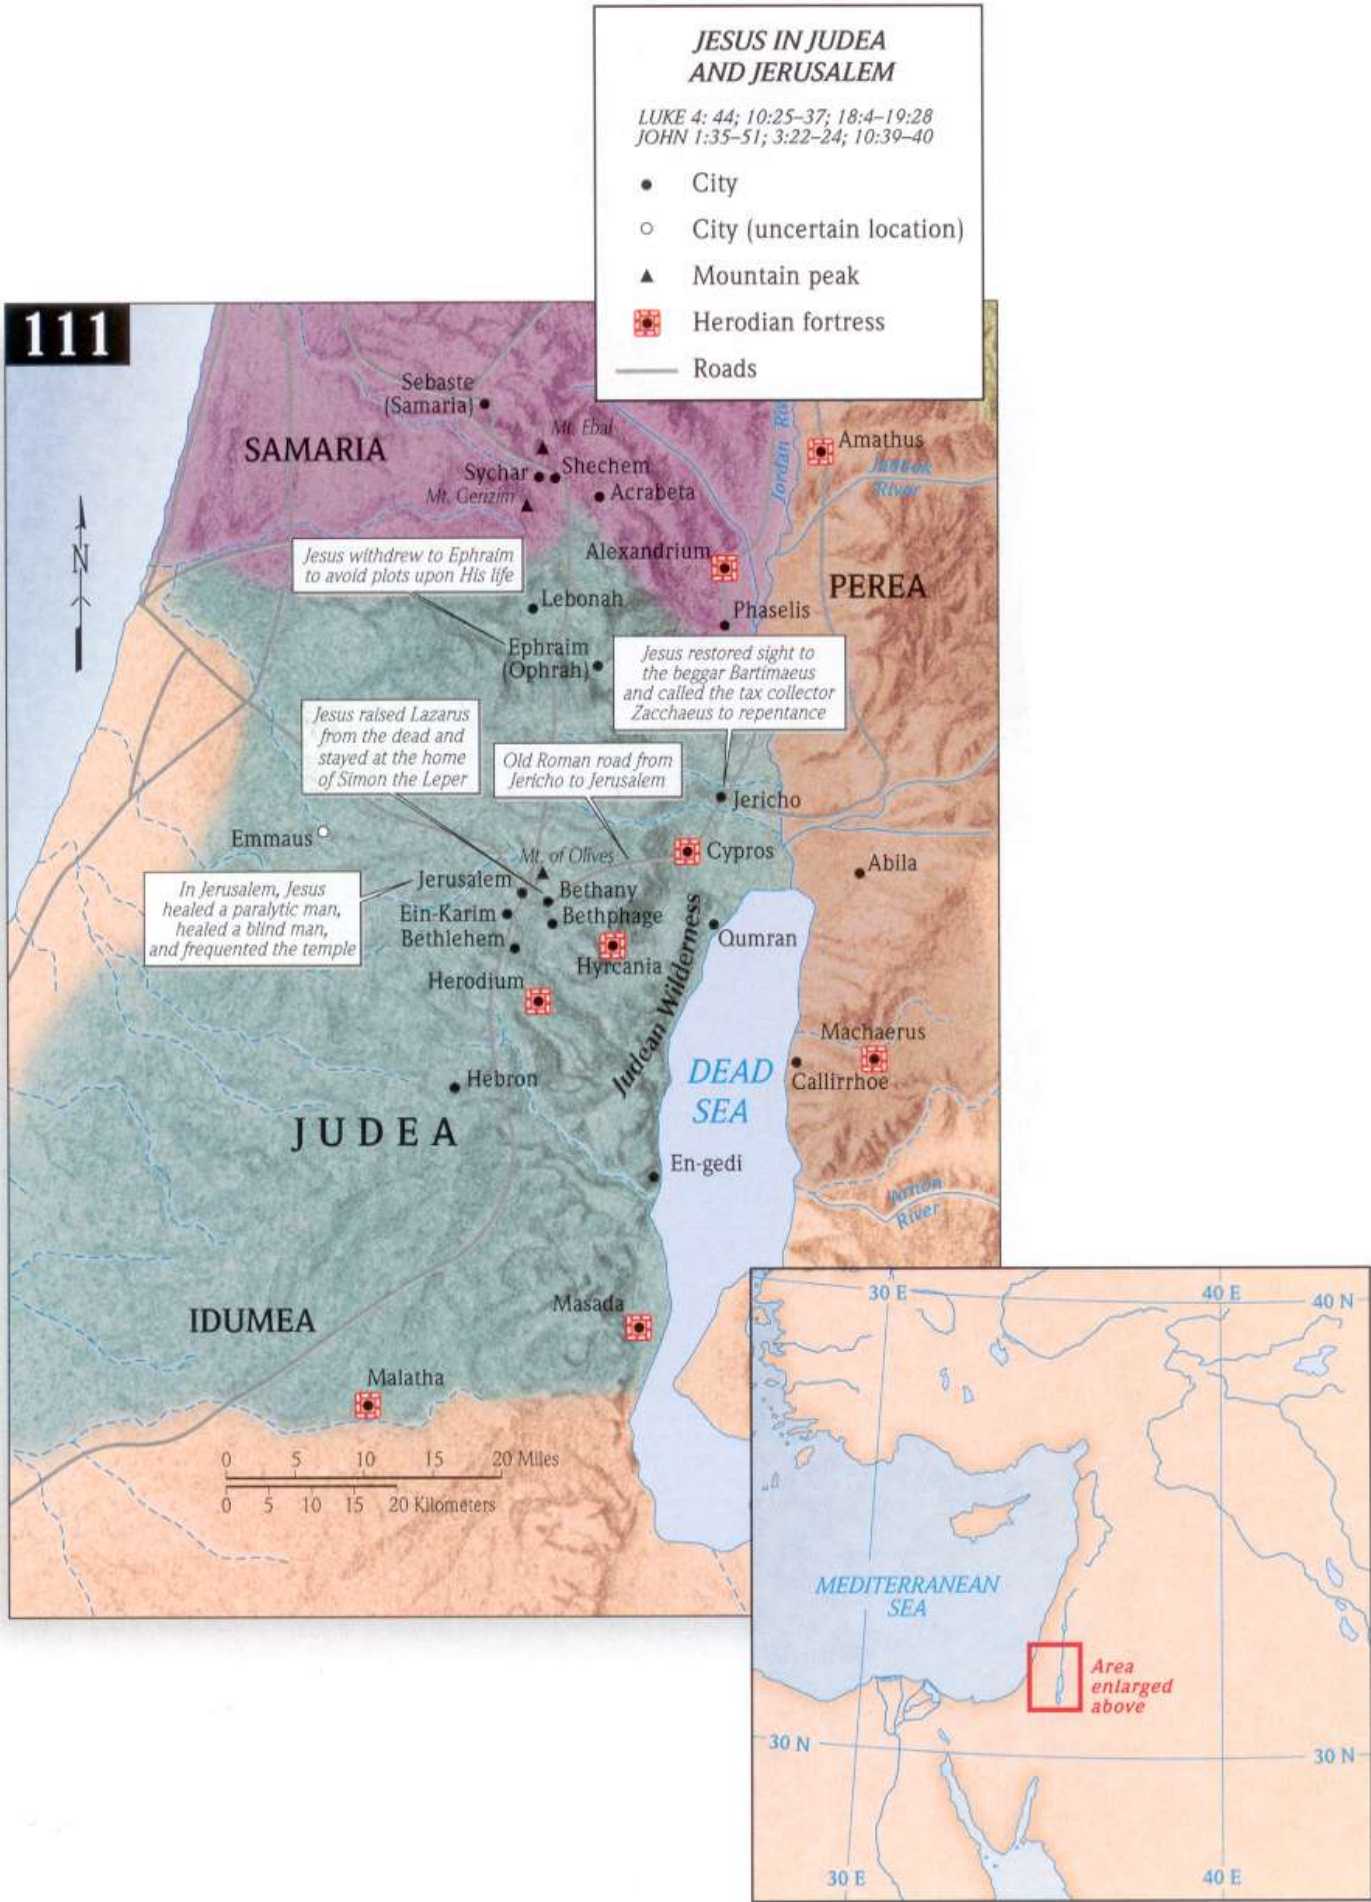 JESUS IN JUDEA
AND JERUSALEM
LUKE 4: 44; 10:25–37; 18:4–19:28
JOHN 1:35–51; 3:22–24; 10:39–40
City
City (uncertain location)
Mountain peak
Herodian fortress
Roads
111
Sebaste
(Samaria)
Mt. Ebal
SAMARIA
Sychar
Shechem
Mt. Gerizim
Acrabeta
Jordan Riv
Amathus
Jabbok
River
N
Jesus withdrew to Ephraim
to avoid plots upon His life
Alexandrium
PEREA
Lebonah
Phaselis
Ephraim
(Ophrah)
Jesus restored sight to
the beggar Bartimaeus
and called the tax collector
Zacchaeus to repentance
Jesus raised Lazarus
from the dead and
stayed at the home
of Simon the Leper
Old Roman road from
Jericho to Jerusalem
Jericho
Emmaus
Mt. of Olives
Cypros
Abila
In Jerusalem, Jesus
healed a paralytic man,
healed a blind man,
and frequented the temple
Jerusalem
Bethany
Ein-Karim
Bethphage
Bethlehem
Qumran
Hyrcania
Herodium
Judean Wilderness
Machaerus
DEAD
SEA
Callirrhoe
Hebron
JUDEA
En-gedi
Arnon
River
Masada
IDUMEA
Malatha
0 5 10 15 20 Miles
0 5 10 15 20 Kilometers
30 E
40 E
40 N
MEDITERRANEAN
SEA
Area
enlarged
above
30 N
30 N
30 E
40 E